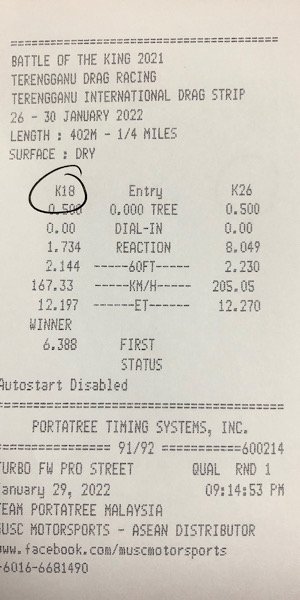 BATTLE OF THE KING 2021
TERENGGANU DRAG RACING
TERENGGANU INTERNATIONAL DRAG STRIP
26 - 30 JANUARY 2022
LENGTH : 402M - 1/4 MILES
SURFACE : DRY
K18 Entry K26
0.500 0.000 TREE 0.500
0.00 DIAL-IN 0.00
1.734 REACTION 8.049
2.144 -----60FT----- 2.230
167.33 -----KM/H----- 205.05
12.197 ------ET------ 12.270
WINNER
6.388 FIRST
STATUS
Autostart Disabled
PORTATREE TIMING SYSTEMS, INC.
================ 91/92 ===========600214
TURBO FW PRO STREET QUAL RND 1
January 29, 2022 09:14:53 PM
TEAM PORTATREE MALAYSIA
MUSC MOTORSPORTS - ASEAN DISTRIBUTOR
www.facebook.com/muscmotorsports
-6016-6681490